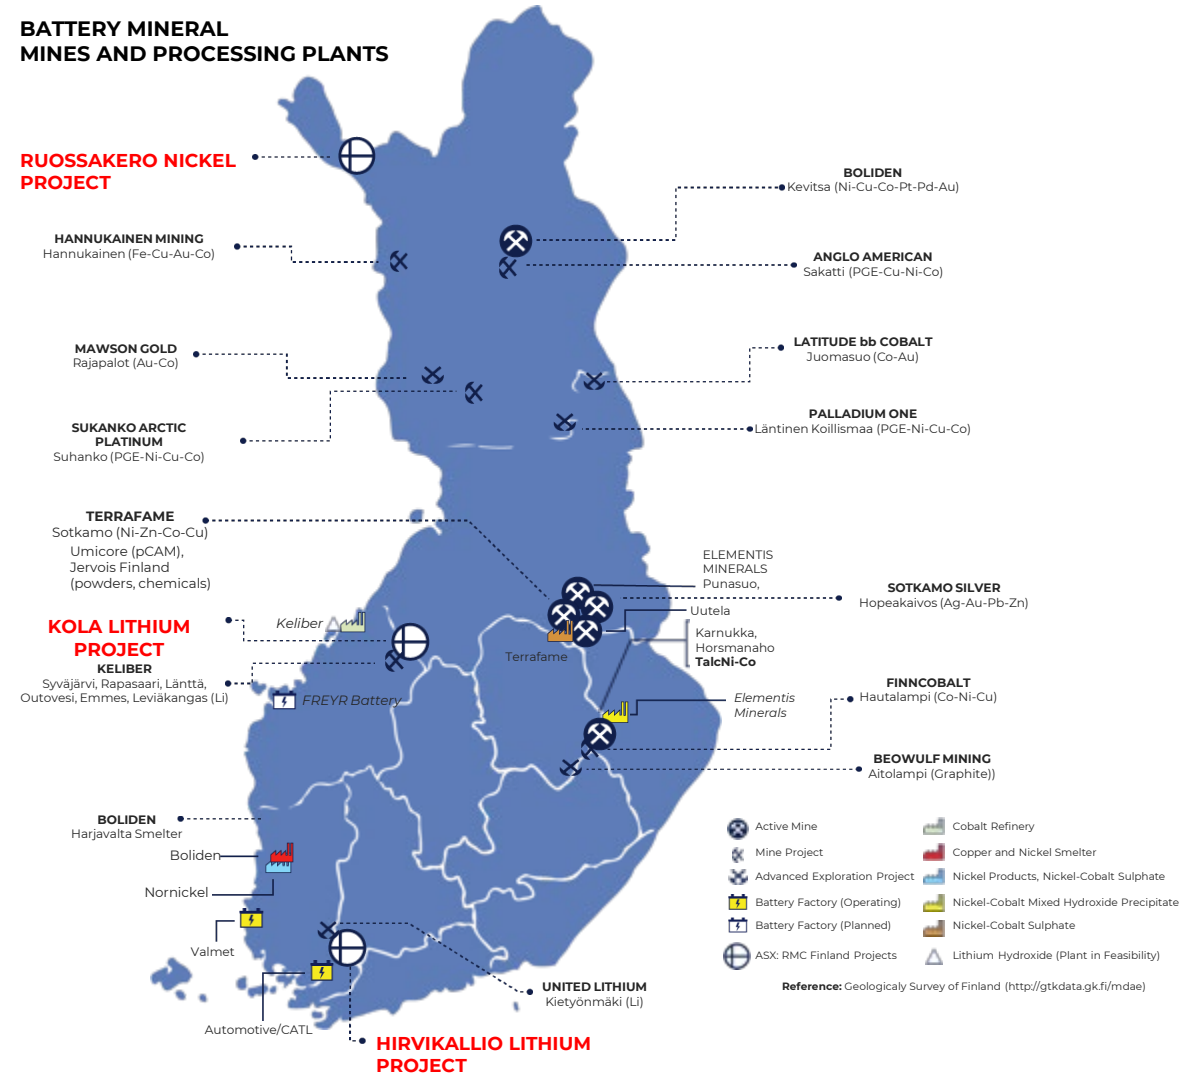 BATTERY MINERAL
MINES AND PROCESSING PLANTS
RUOSSAKERO NICKEL
PROJECT
BOLIDEN
Kevitsa (Ni-Cu-Co-Pt-Pd-Au)
HANNUKAINEN MINING
Hannukainen (Fe-Cu-Au-Co)
ANGLO AMERICAN
Sakatti (PGE-Cu-Ni-Co)
MAWSON GOLD
Rajapalot (Au-Co)
LATITUDE bb COBALT
Juomasuo (Co-Au)
SUKANKO ARCTIC
PLATINUM
Suhanko (PGE-Ni-Cu-Co)
PALLADIUM ONE
Läntinen Koillismaa (PGE-Ni-Cu-Co)
TERRAFAME
Sotkamo (Ni-Zn-Co-Cu)
Umicore (pCAM),
Jervois Finland
(powders, chemicals)
ELEMENTIS
MINERALS
Punasuo,
SOTKAMO SILVER
Hopeakaivos (Ag-Au-Pb-Zn)
Uutela
Keliber
KOLA LITHIUM
PROJECT
Terrafame
Karnukka,
Horsmanaho
TalcNi-Co
KELIBER
Syväjärvi, Rapasaari, Länttä,
Outovesi, Emmes, Leviäkangas (Li)
FREYR Battery
FINNCOBALT
Hautalampi (Co-Ni-Cu)
Elementis
Minerals
BEOWULF MINING
Aitolampi (Graphite))
BOLIDEN
Harjavalta Smelter
Boliden
Nornickel
Valmet
Automotive/CATL
UNITED LITHIUM
Kietyönmäki (Li)
HIRVIKALLIO LITHIUM
PROJECT
Active Mine
Mine Project
Advanced Exploration Project
Battery Factory (Operating)
Battery Factory (Planned)
ASX: RMC Finland Projects
Cobalt Refinery
Copper and Nickel Smelter
Nickel Products, Nickel-Cobalt Sulphate
Nickel-Cobalt Mixed Hydroxide Precipitate
Nickel-Cobalt Sulphate
Lithium Hydroxide (Plant in Feasibility)
Reference: Geologicaly Survey of Finland (http://gtkdata.gk.fi/mdae)